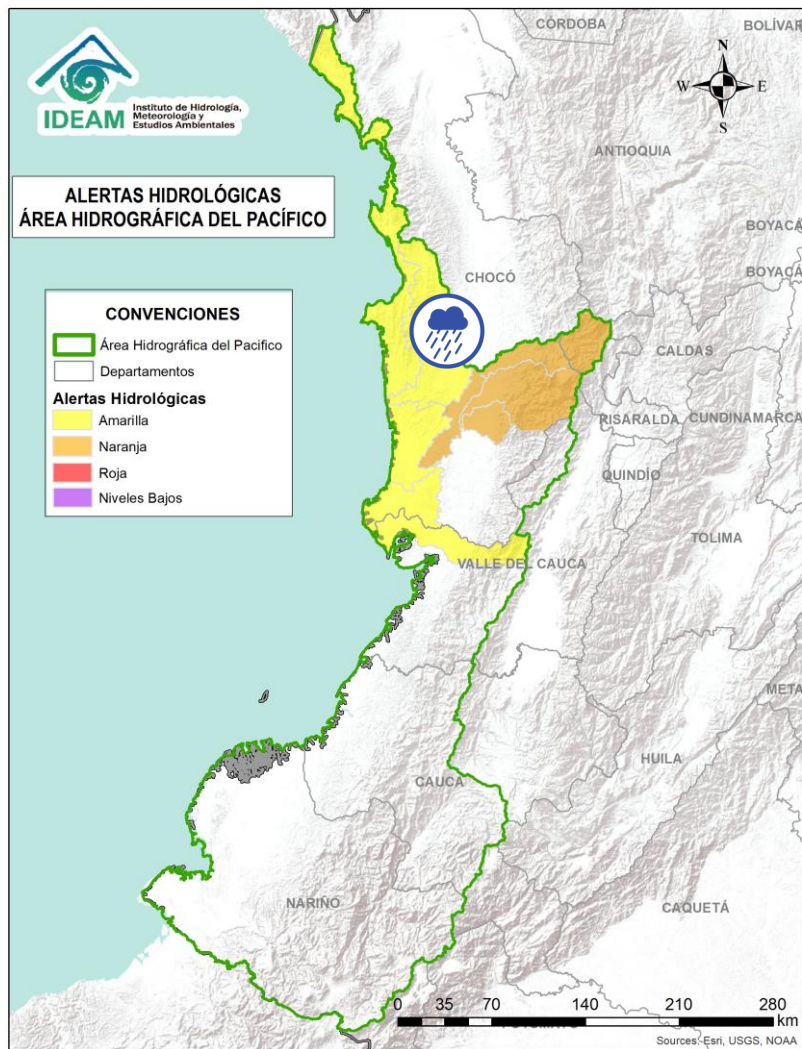 CÓRDOBA
BOLÍVAR
N
W
E
S
IDEAM
Instituto de Hidrología,
Meteorología y
Estudios Ambientales
ANTIOQUIA
ALERTAS HIDROLÓGICAS
ÁREA HIDROGRÁFICA DEL PACÍFICO
BOYACÁ
BOYACÁ
CHOCÓ
CONVENCIONES
Área Hidrográfica del Pacifico
Departamentos
Alertas Hidrológicas
Amarilla
Naranja
Roja
Niveles Bajos
CALDAS
RISARALDA
CUNDINAMARCA
QUINDÍO
TOLIMA
VALLE DEL CAUCA
META
HUILA
CAUCA
NARIÑO
CAQUETÁ
0 35 70 140 210 280
km
Sources: Esri, USGS, NOAA